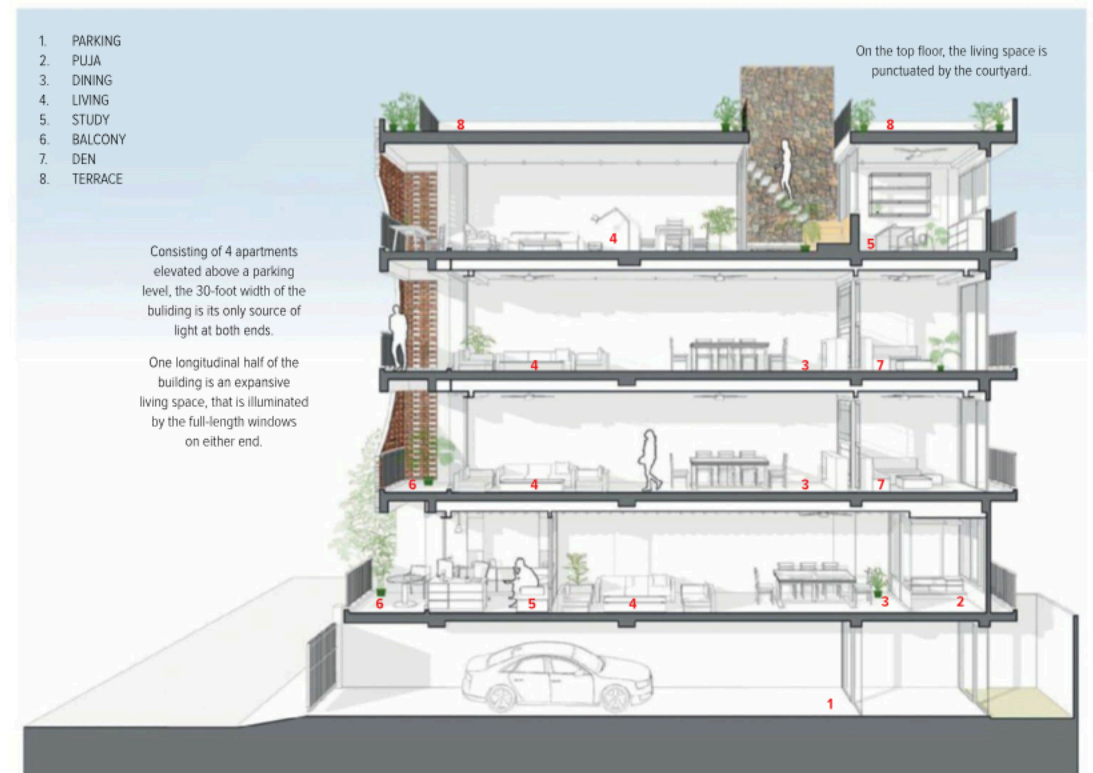 1. PARKING
2. PUJA
3. DINING
4. LIVING
5. STUDY
6. BALCONY
7. DEN
8. TERRACE
On the top floor, the living space is
punctuated by the courtyard.
8 8
Consisting of 4 apartments
elevated above a parking
level, the 30-foot width of the
buliding is its only source of
light at both ends.
One longitudinal half of the
building is an expansive
living space, that is illuminated
by the full-length windows
on either end.
4 5
4 3 7
6 4 3 7
6 5 4 3 2
1